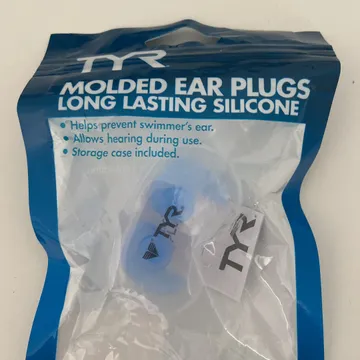 TYR
MOLDED EAR PLUGS
LONG LASTING SILICONE
• Helps prevent swimmer's ear.
• Allows hearing during use.
• Storage case included.
TYR
TYR